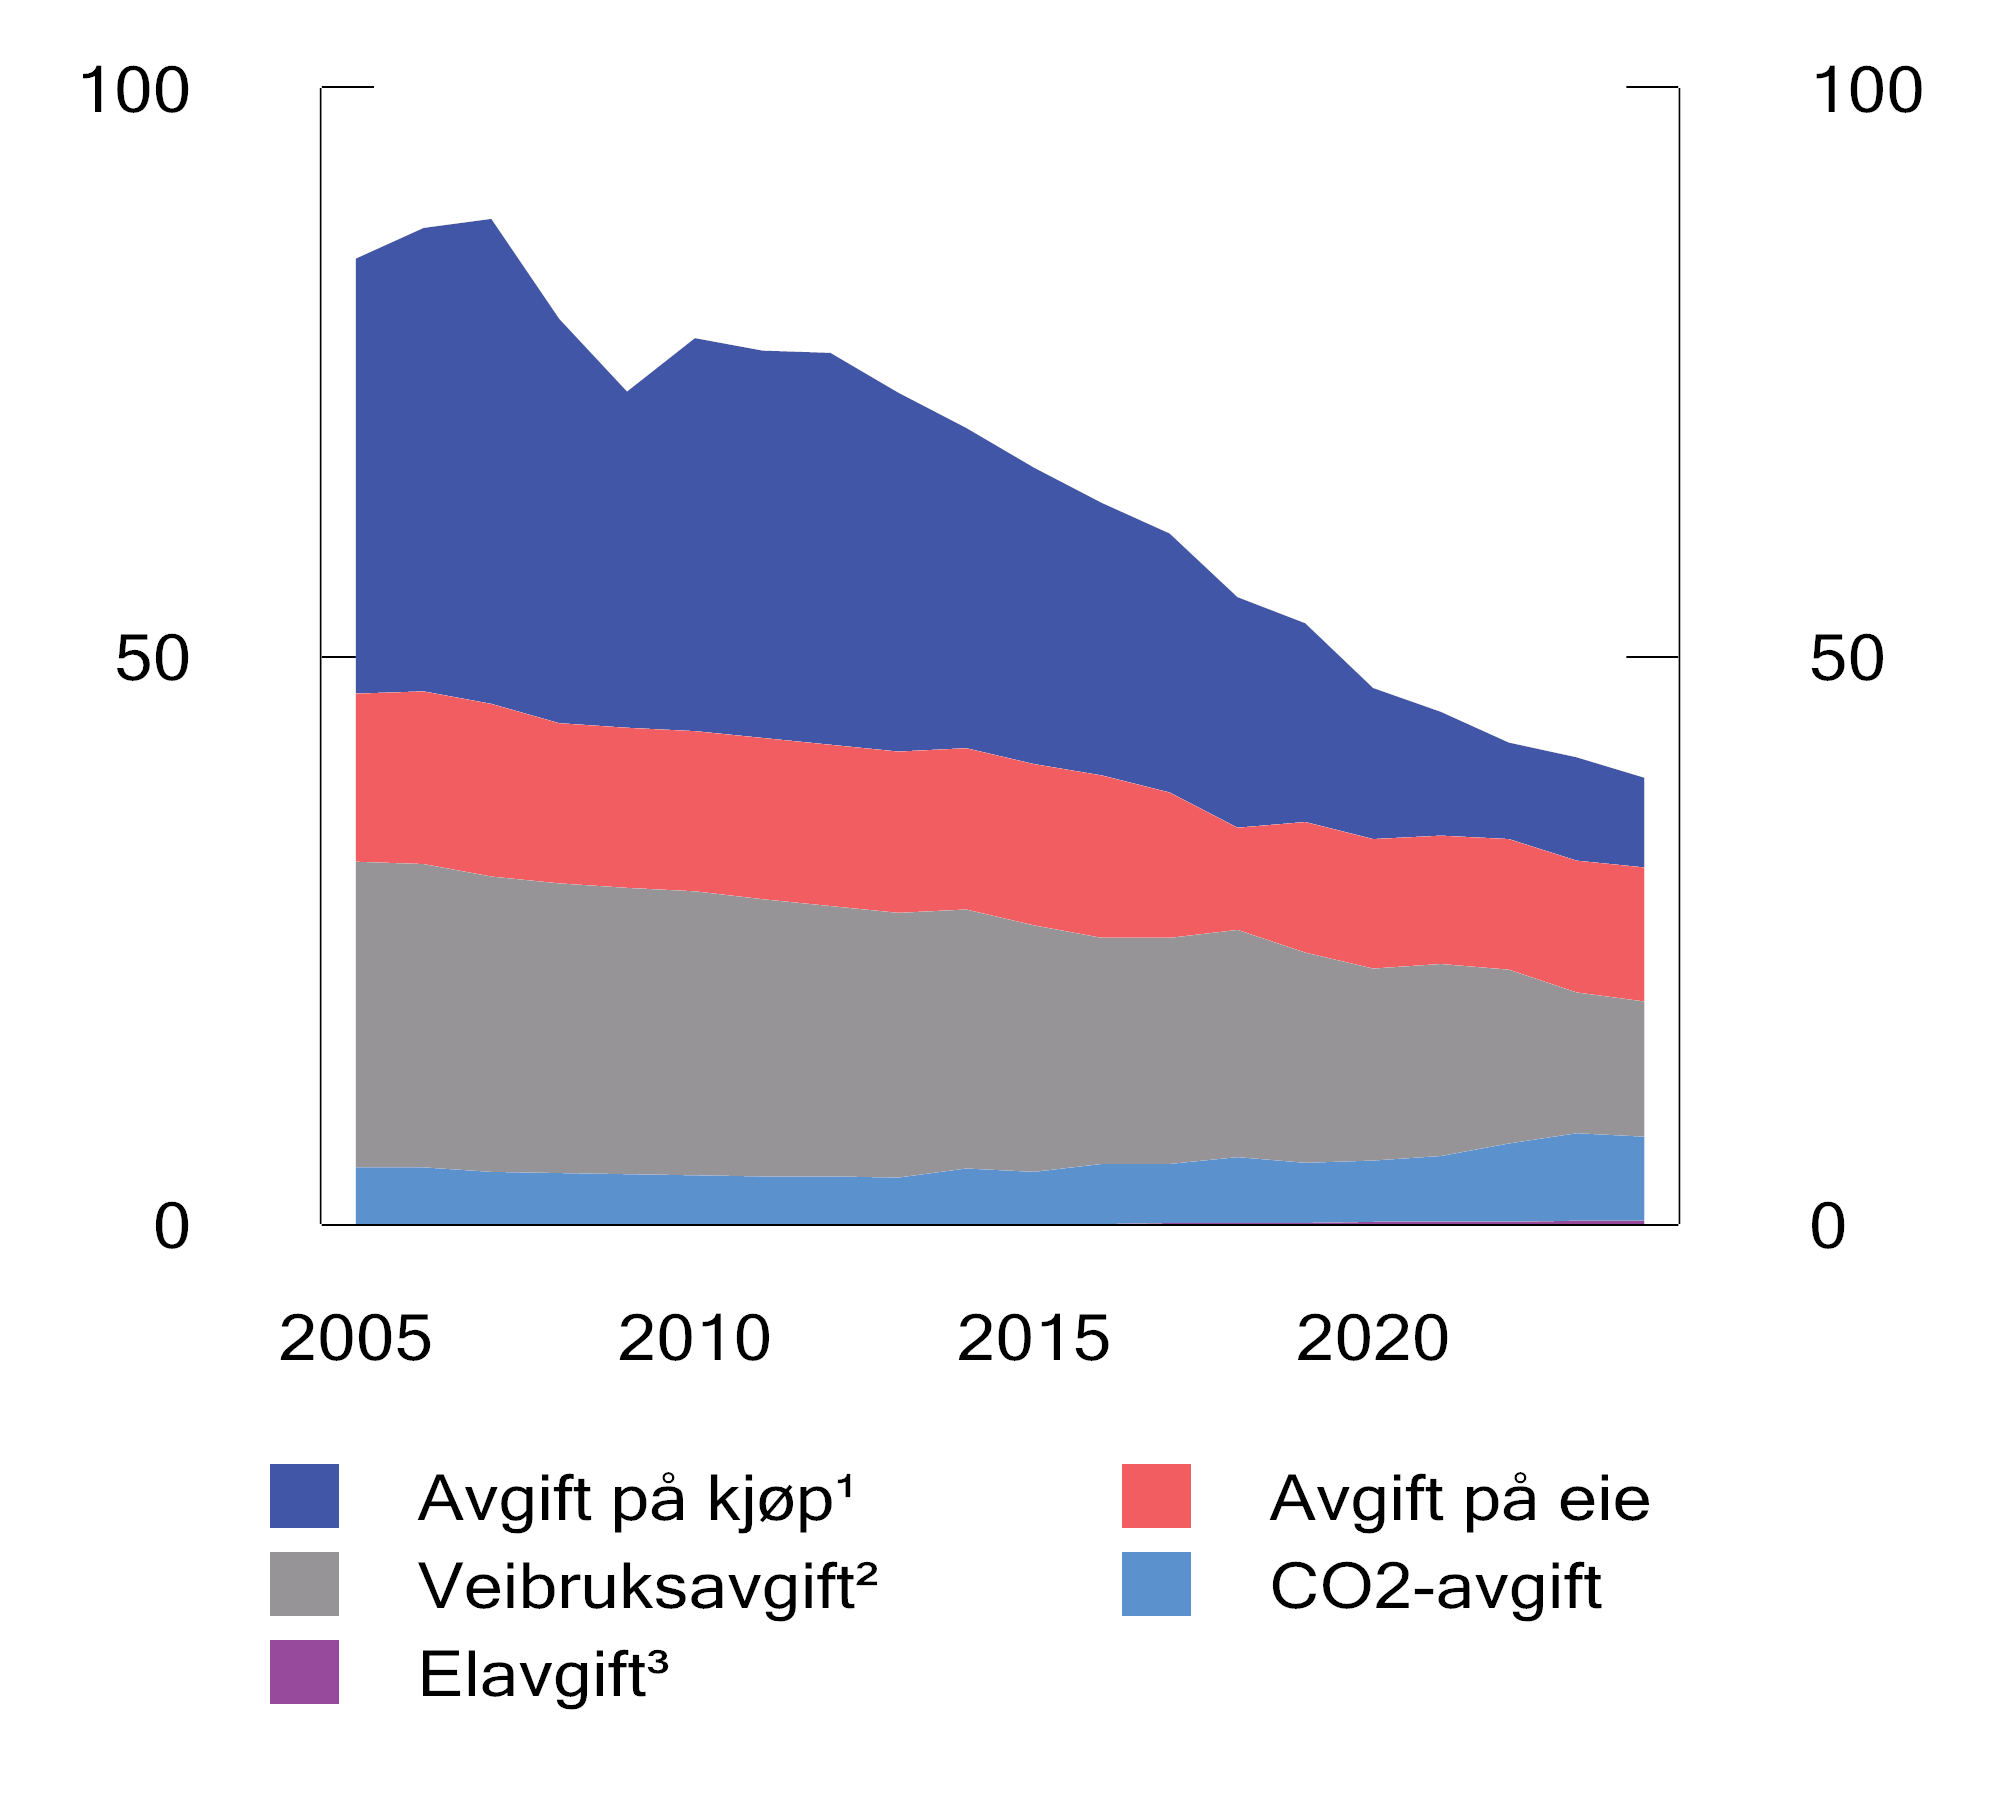 100 100
50 50
0 0
2005 2010 2015 2020
Avgift på kjøp¹ Avgift på eie
Veibruksavgift² CO2-avgift
Elavgift³